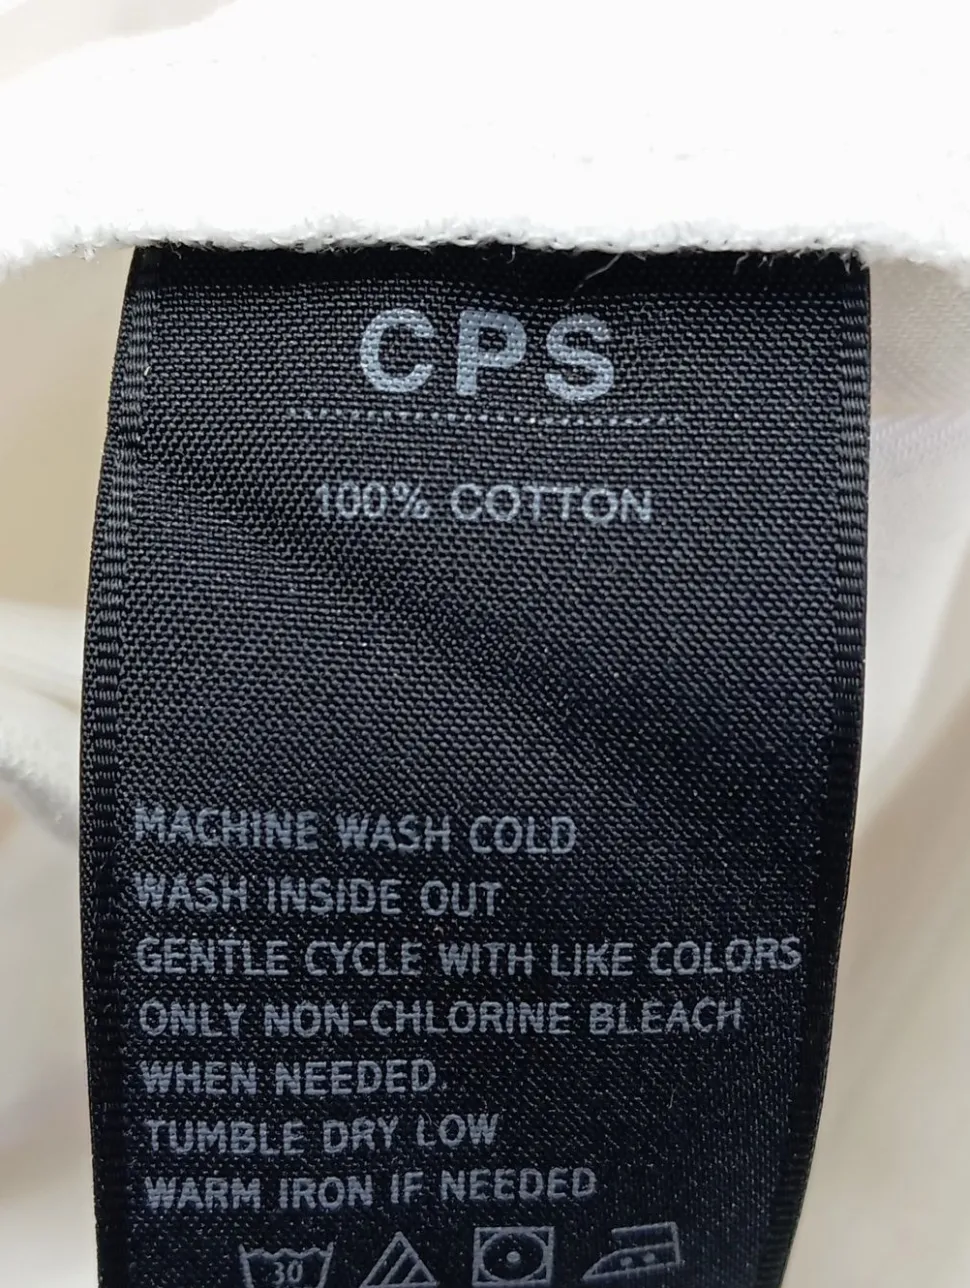 CPS
100% COTTON
MACHINE WASH COLD
WASH INSIDE OUT
GENTLE CYCLE WITH LIKE COLORS
ONLY NON-CHLORINE BLEACH
WHEN NEEDED.
TUMBLE DRY LOW
WARM IRON IF NEEDED
30